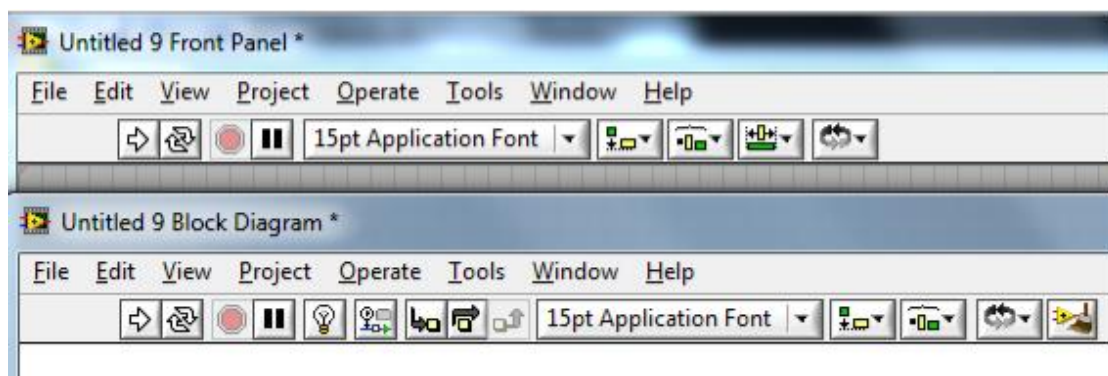 Untitled 9 Front Panel *
File Edit View Project Operate Tools Window Help
15pt Application Font
Untitled 9 Block Diagram *
File Edit View Project Operate Tools Window Help
15pt Application Font